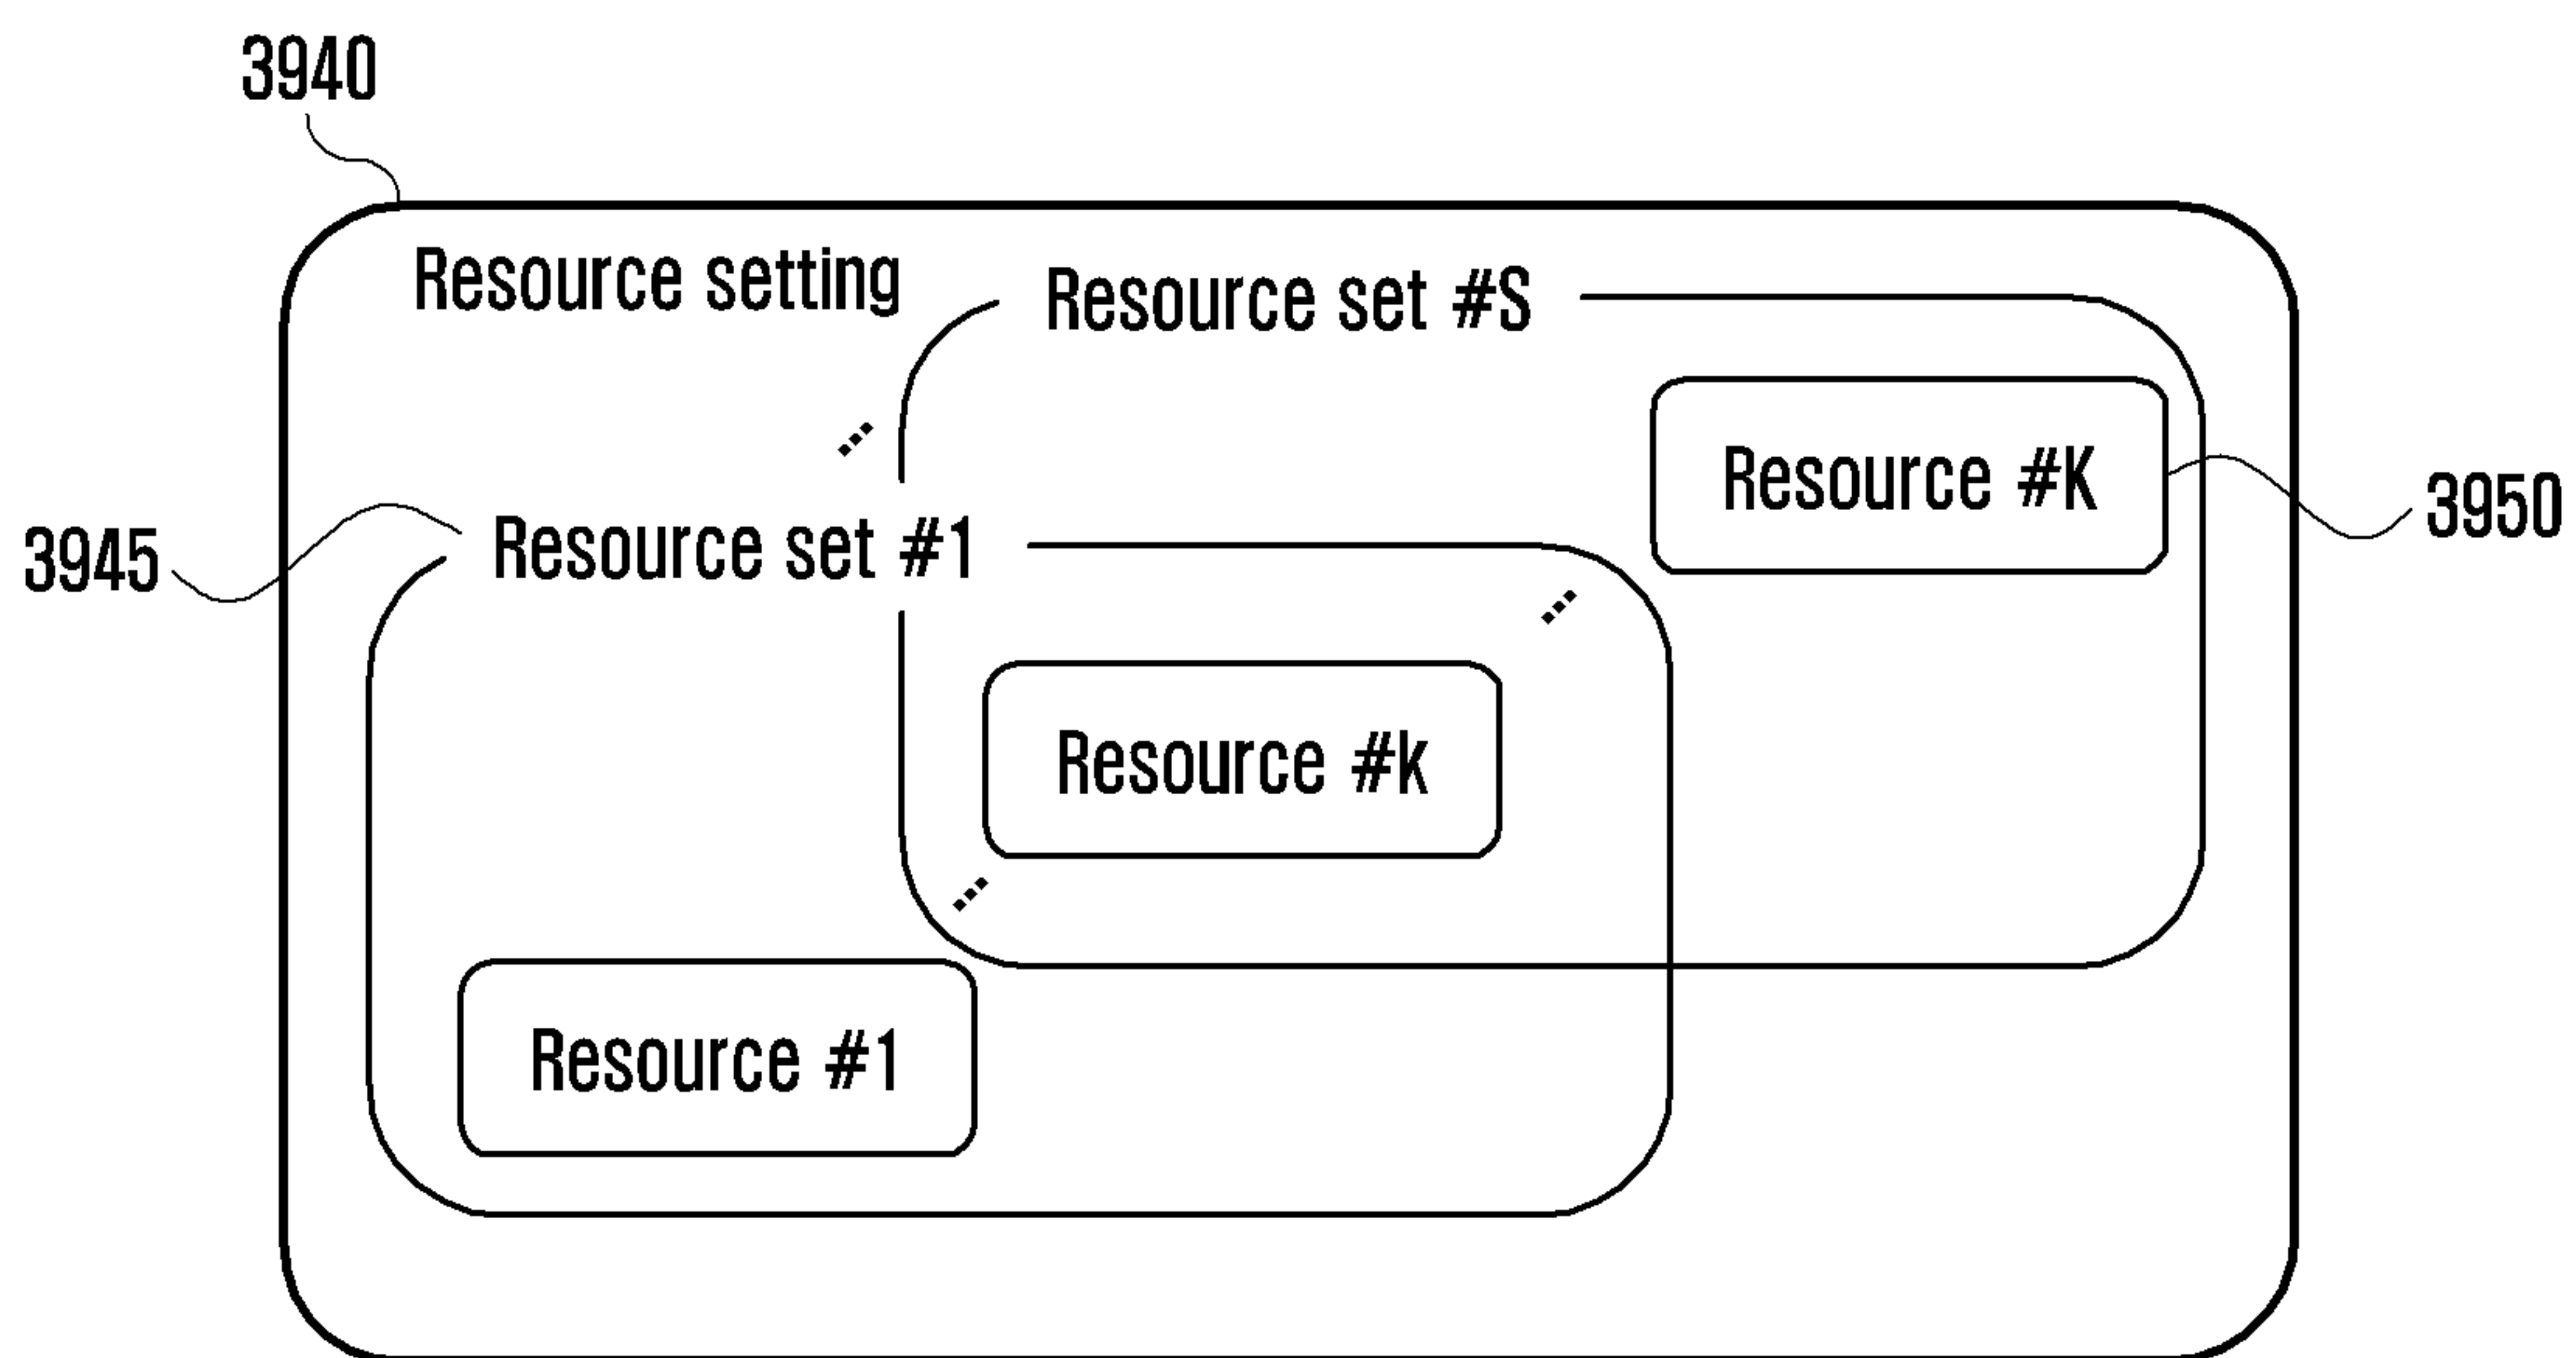 3940
Resource setting
Resource set #S
Resource #K
3950
3945
Resource set #1
Resource #k
Resource #1